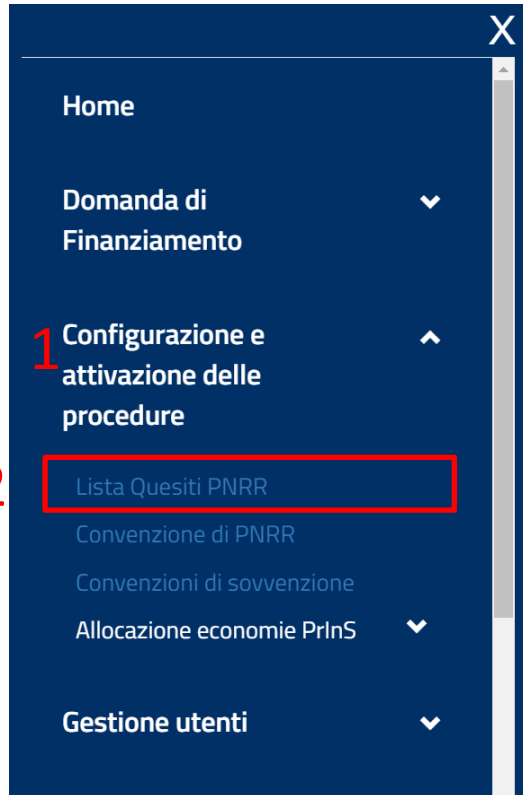 X
Home
Domanda di
Finanziamento
1
Configurazione e
attivazione delle
procedure
Lista Quesiti PNRR
Convenzione di PNRR
Convenzioni di sovvenzione
Allocazione economie PrInS
Gestione utenti